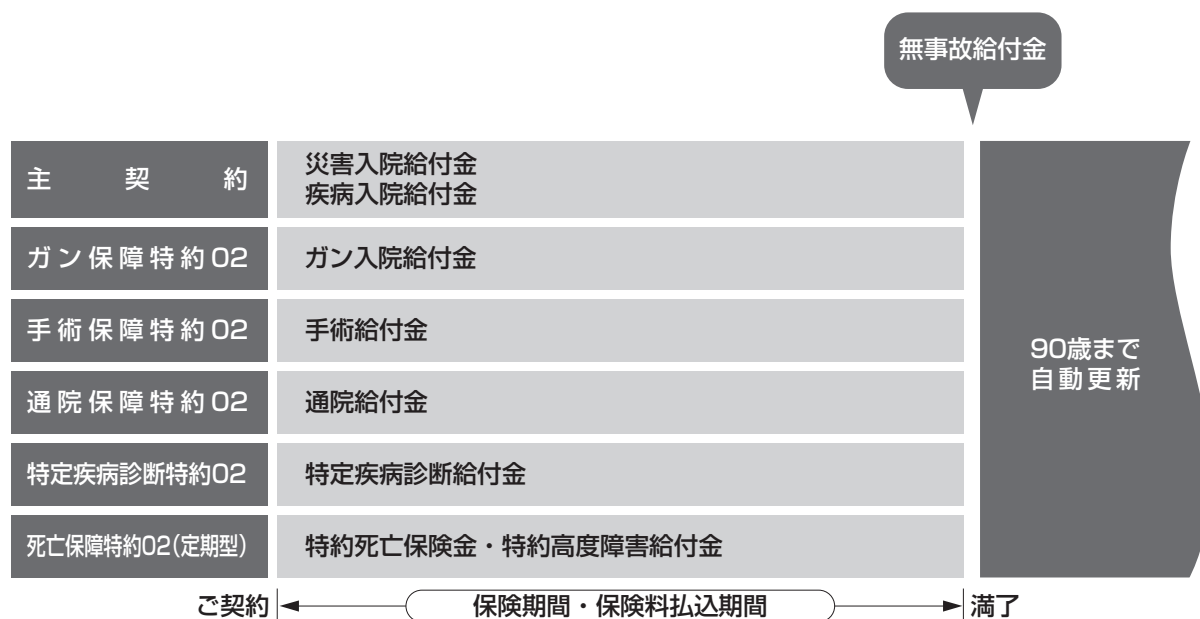 無事故給付金
主契約
災害入院給付金
疾病入院給付金
ガン保障特約02
ガン入院給付金
手術保障特約02
手術給付金
通院保障特約02
通院給付金
特定疾病診断特約02
特定疾病診断給付金
死亡保障特約02(定期型)
特約死亡保険金・特約高度障害給付金
90歳まで
自動更新
ご契約
保険期間・保険料払込期間
満了